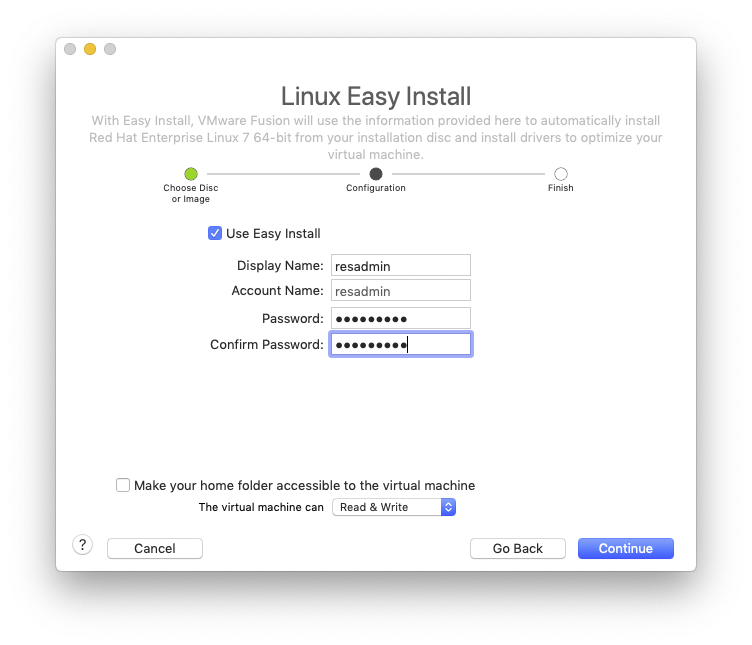 Linux Easy Install
With Easy Install, VMware Fusion will use the information provided here to automatically install
Red Hat Enterprise Linux 7 64-bit from your installation disc and install drivers to optimize your
virtual machine.
Choose Disc
or Image
Configuration
Finish
Use Easy Install
Display Name: resadmin
Account Name: resadmin
Password: ●●●●●●●●●
Confirm Password: ●●●●●●●●●
Make your home folder accessible to the virtual machine
The virtual machine can Read & Write
? Cancel Go Back Continue